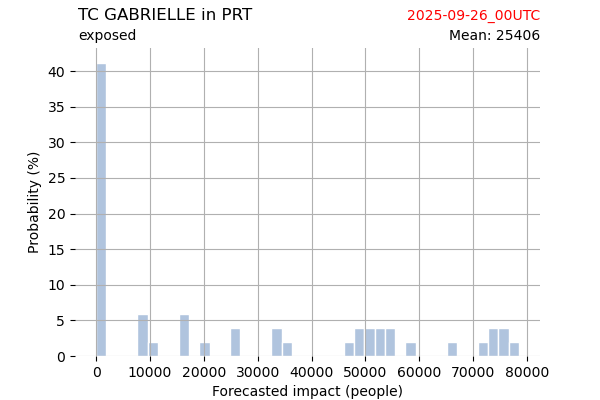 TC GABRIELLE in PRT
2025-09-26_00UTC
exposed
Mean: 25406
Probability (%)
40
35
30
25
20
15
10
5
0
0 10000 20000 30000 40000 50000 60000 70000 80000
Forecasted impact (people)